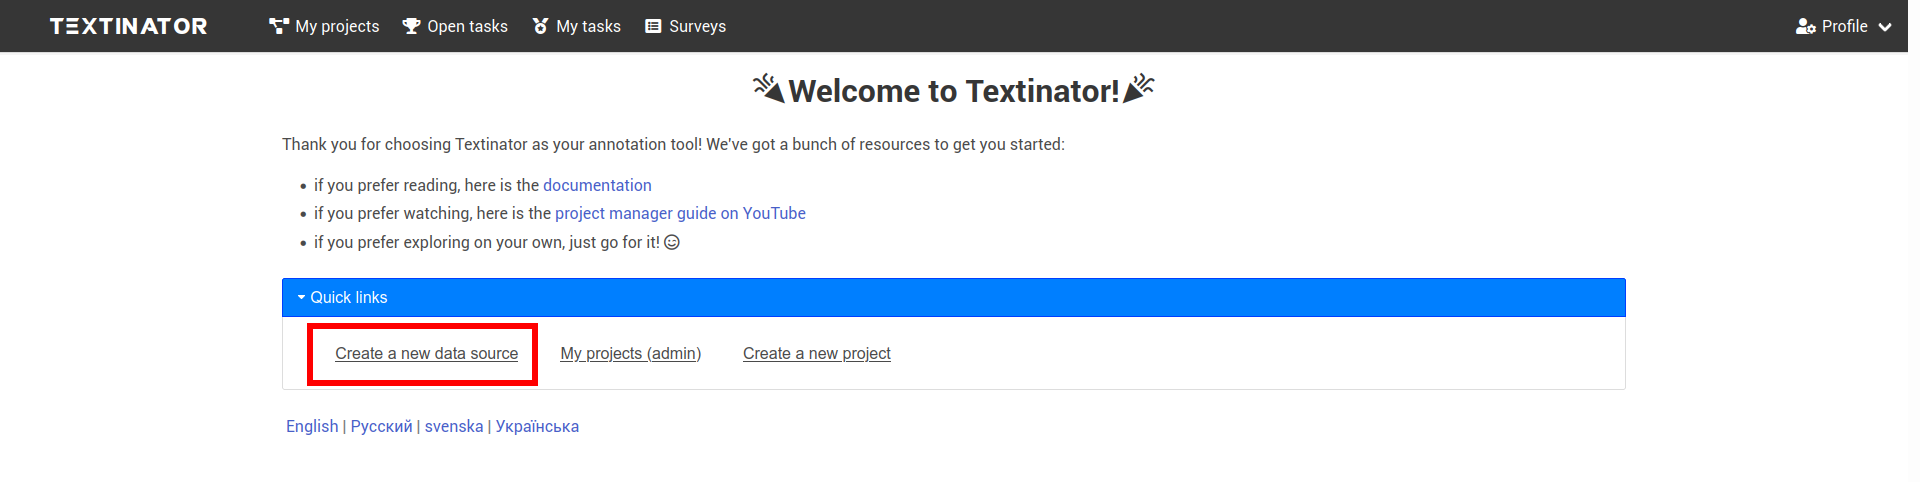 TEXTINATOR My projects Open tasks My tasks Surveys Profile
Welcome to Textinator!
Thank you for choosing Textinator as your annotation tool! We've got a bunch of resources to get you started:
• if you prefer reading, here is the documentation
• if you prefer watching, here is the project manager guide on YouTube
• if you prefer exploring on your own, just go for it! 😉
Quick links
Create a new data source My projects (admin) Create a new project
English | Русский | svenska | Українська